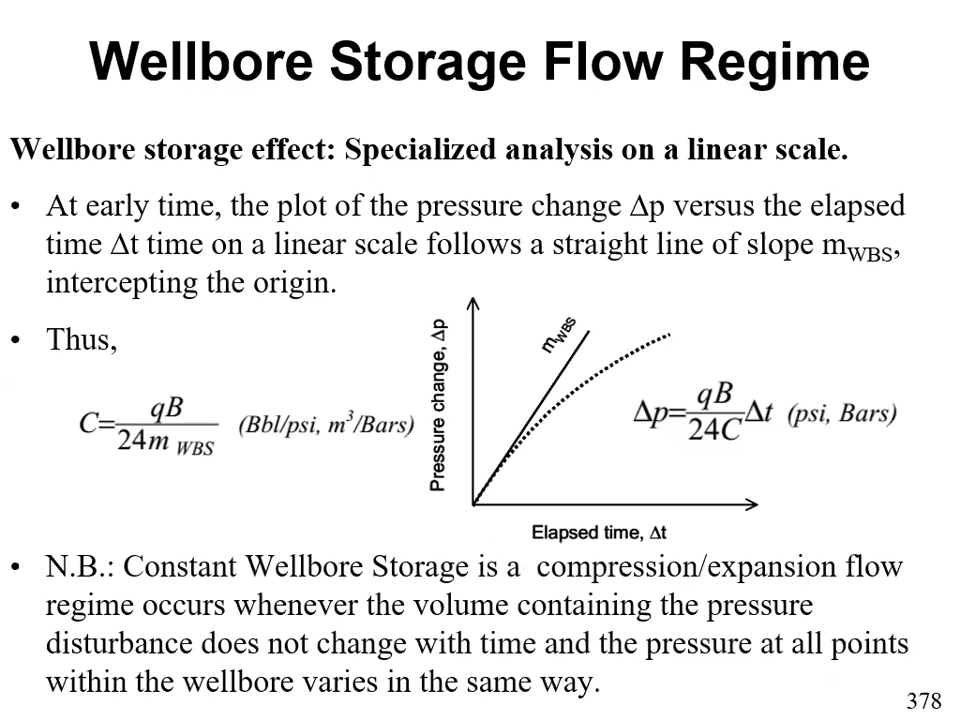 Wellbore Storage Flow Regime
Wellbore storage effect: Specialized analysis on a linear scale.
• At early time, the plot of the pressure change Δp versus the elapsed
time Δt time on a linear scale follows a straight line of slope mWBS,
intercepting the origin.
• Thus,
C=qB/24m WBS (Bbl/psi, m³/Bars)
Pressure change, Δp
mWBS
Elapsed time, Δt
Δp=qB/24C Δt (psi, Bars)
• N.B.: Constant Wellbore Storage is a compression/expansion flow
regime occurs whenever the volume containing the pressure
disturbance does not change with time and the pressure at all points
within the wellbore varies in the same way.
378